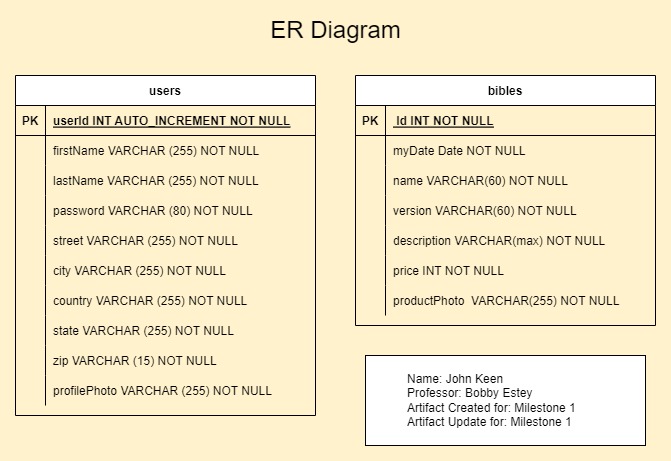 ER Diagram
users
PK userId INT AUTO_INCREMENT NOT NULL
firstName VARCHAR (255) NOT NULL
lastName VARCHAR (255) NOT NULL
password VARCHAR (80) NOT NULL
street VARCHAR (255) NOT NULL
city VARCHAR (255) NOT NULL
country VARCHAR (255) NOT NULL
state VARCHAR (255) NOT NULL
zip VARCHAR (15) NOT NULL
profilePhoto VARCHAR (255) NOT NULL
bibles
PK Id INT NOT NULL
myDate Date NOT NULL
name VARCHAR(60) NOT NULL
version VARCHAR(60) NOT NULL
description VARCHAR(max) NOT NULL
price INT NOT NULL
productPhoto VARCHAR(255) NOT NULL
Name: John Keen
Professor: Bobby Estey
Artifact Created for: Milestone 1
Artifact Update for: Milestone 1